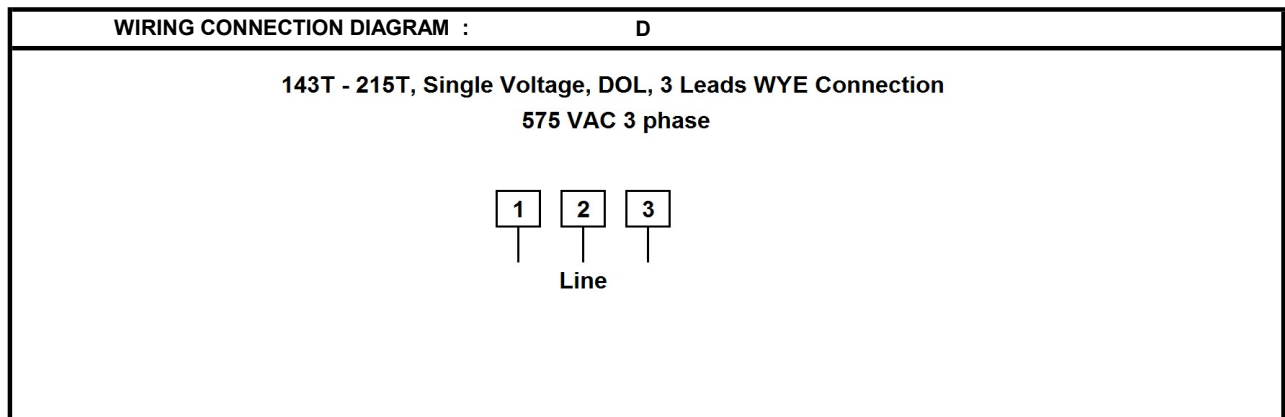 WIRING CONNECTION DIAGRAM : D
143T - 215T, Single Voltage, DOL, 3 Leads WYE Connection
575 VAC 3 phase
1 2 3
Line